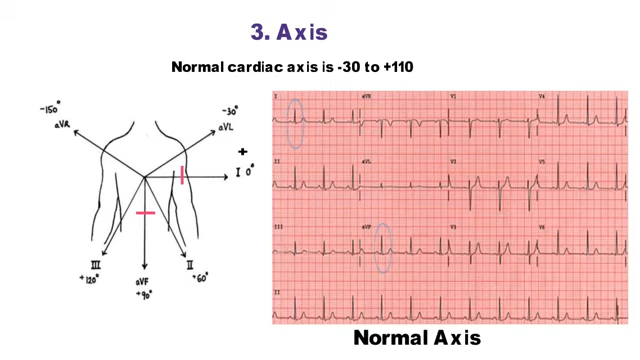 3. Axis
Normal cardiac axis is -30 to +110
-150°
aVR
-30°
aVL
+
I 0°
III
+120°
aVF
+90°
II
+60°
I
aVR
V1
V4
II
aVL
V2
V5
III
aVF
V3
V6
II
Normal Axis